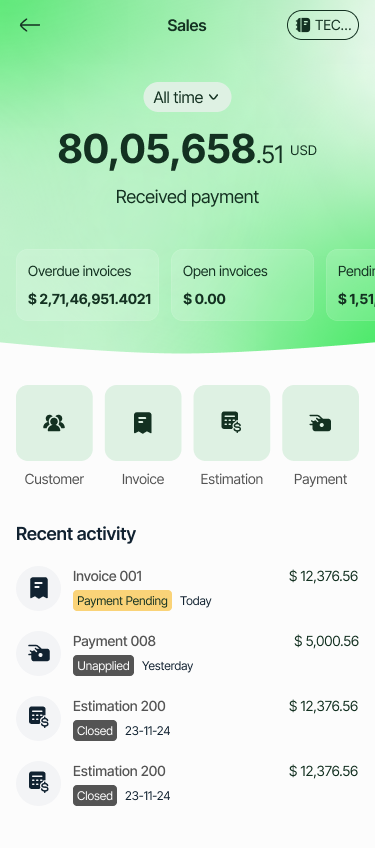 Sales
TEC...
All time
80,05,658.51 USD
Received payment
Overdue invoices
$ 2,71,46,951.4021
Open invoices
$ 0.00
Pendin
$ 1,51,
Customer
Invoice
Estimation
Payment
Recent activity
Invoice 001
$ 12,376.56
Payment Pending
Today
Payment 008
$ 5,000.56
Unapplied
Yesterday
Estimation 200
$ 12,376.56
Closed
23-11-24
Estimation 200
$ 12,376.56
Closed
23-11-24